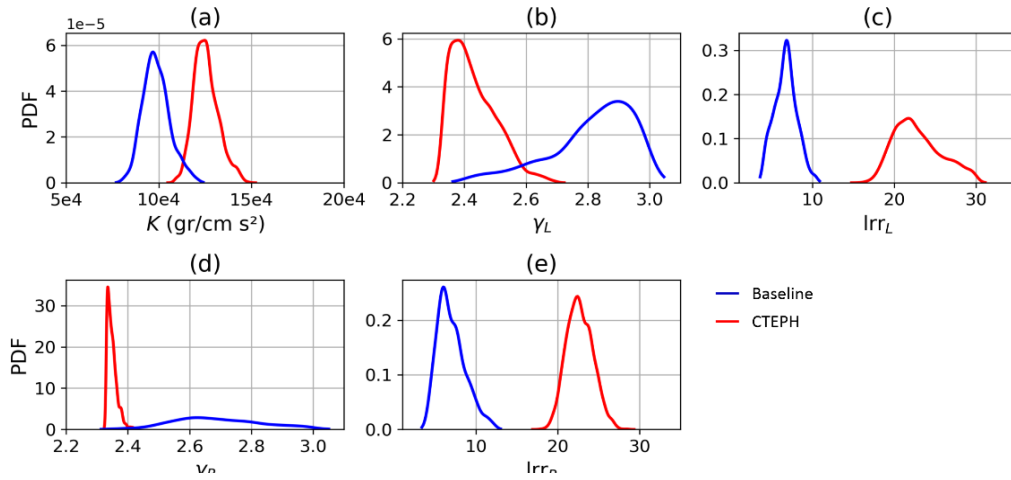 (a) (b) (c)
1e−5
PDF
6
4
2
0
5e4 10e4 15e4 20e4
K (gr/cm s²)
6
4
2
0
2.2 2.4 2.6 2.8 3.0
γL
0.3
0.2
0.1
0.0
10 20 30
lrrL
(d) (e)
PDF
30
20
10
0
2.2 2.4 2.6 2.8 3.0
0.2
0.1
0.0
10 20 30
Baseline
CTEPH